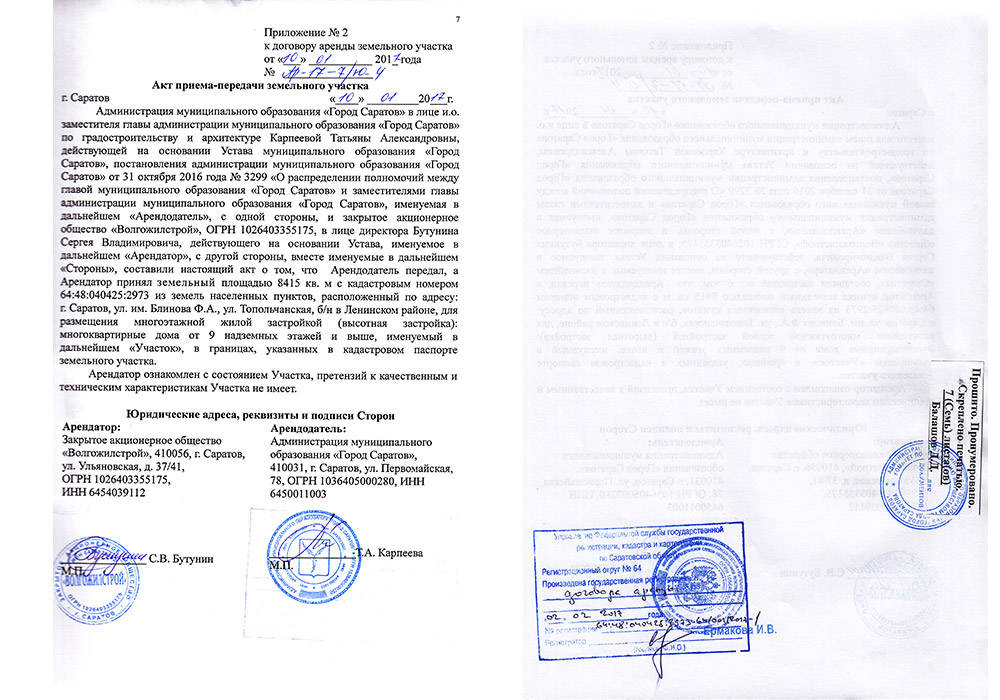 7
Приложение № 2
к договору аренды земельного участка
от «10» 01 2017 года
№ АР-17-7/Ю-4
Акт приема-передачи земельного участка
г. Саратов «10» 01 2017 г.
Администрация муниципального образования «Город Саратов» в лице и.о.
заместителя главы администрации муниципального образования «Город Саратов»
по градостроительству и архитектуре Карпеевой Татьяны Александровны,
действующей на основании Устава муниципального образования «Город
Саратов», постановления администрации муниципального образования «Город
Саратов» от 31 октября 2016 года № 3299 «О распределении полномочий между
главой муниципального образования «Город Саратов» и заместителями главы
администрации муниципального образования «Город Саратов», именуемая в
дальнейшем «Арендодатель», с одной стороны, и закрытое акционерное
общество «Волгожилстрой», ОГРН 1026403355175, в лице директора Бутунина
Сергея Владимировича, действующего на основании Устава, именуемое в
дальнейшем «Арендатор», с другой стороны, вместе именуемые в дальнейшем
«Стороны», составили настоящий акт о том, что Арендодатель передал, а
Арендатор принял земельный площадью 8415 кв. м с кадастровым номером
64:48:040425:2973 из земель населенных пунктов, расположенный по адресу:
г. Саратов, ул. им. Блинова Ф.А., ул. Топольчанская, б/н в Ленинском районе, для
размещения многоэтажной жилой застройкой (высотная застройка):
многоквартирные дома от 9 надземных этажей и выше, именуемый в
дальнейшем «Участок», в границах, указанных в кадастровом паспорте
земельного участка.
Арендатор ознакомлен с состоянием Участка, претензий к качественным и
техническим характеристикам Участка не имеет.
Юридические адреса, реквизиты и подписи Сторон
Арендатор:
Закрытое акционерное общество
«Волгожилстрой», 410056, г. Саратов,
ул. Ульяновская, д. 37/41,
ОГРН 1026403355175,
ИНН 6454039112
Арендодатель:
Администрация муниципального
образования «Город Саратов»,
410031, г. Саратов, ул. Первомайская,
78, ОГРН 1036405000280, ИНН
6450011003
С.В. Бутунин
М.П.
ВОЛГОЖИЛСТРОЙ
ОГРН 1026403355175
г. САРАТОВ
Т.А. Карпеева
М.П.
Прошито. Пронумеровано.
«Скреплено печатью.
7 (Семь) листа(ов)
Балашов Д.Д.
Управление Федеральной службы государственной
регистрации, кадастра и картографии
по Саратовской области
Регистрационный округ № 64
Произведена государственная регистрация
договора аренды
02. 02 2017 года
№ регистрации
Регистратор
Ермакова И.В.